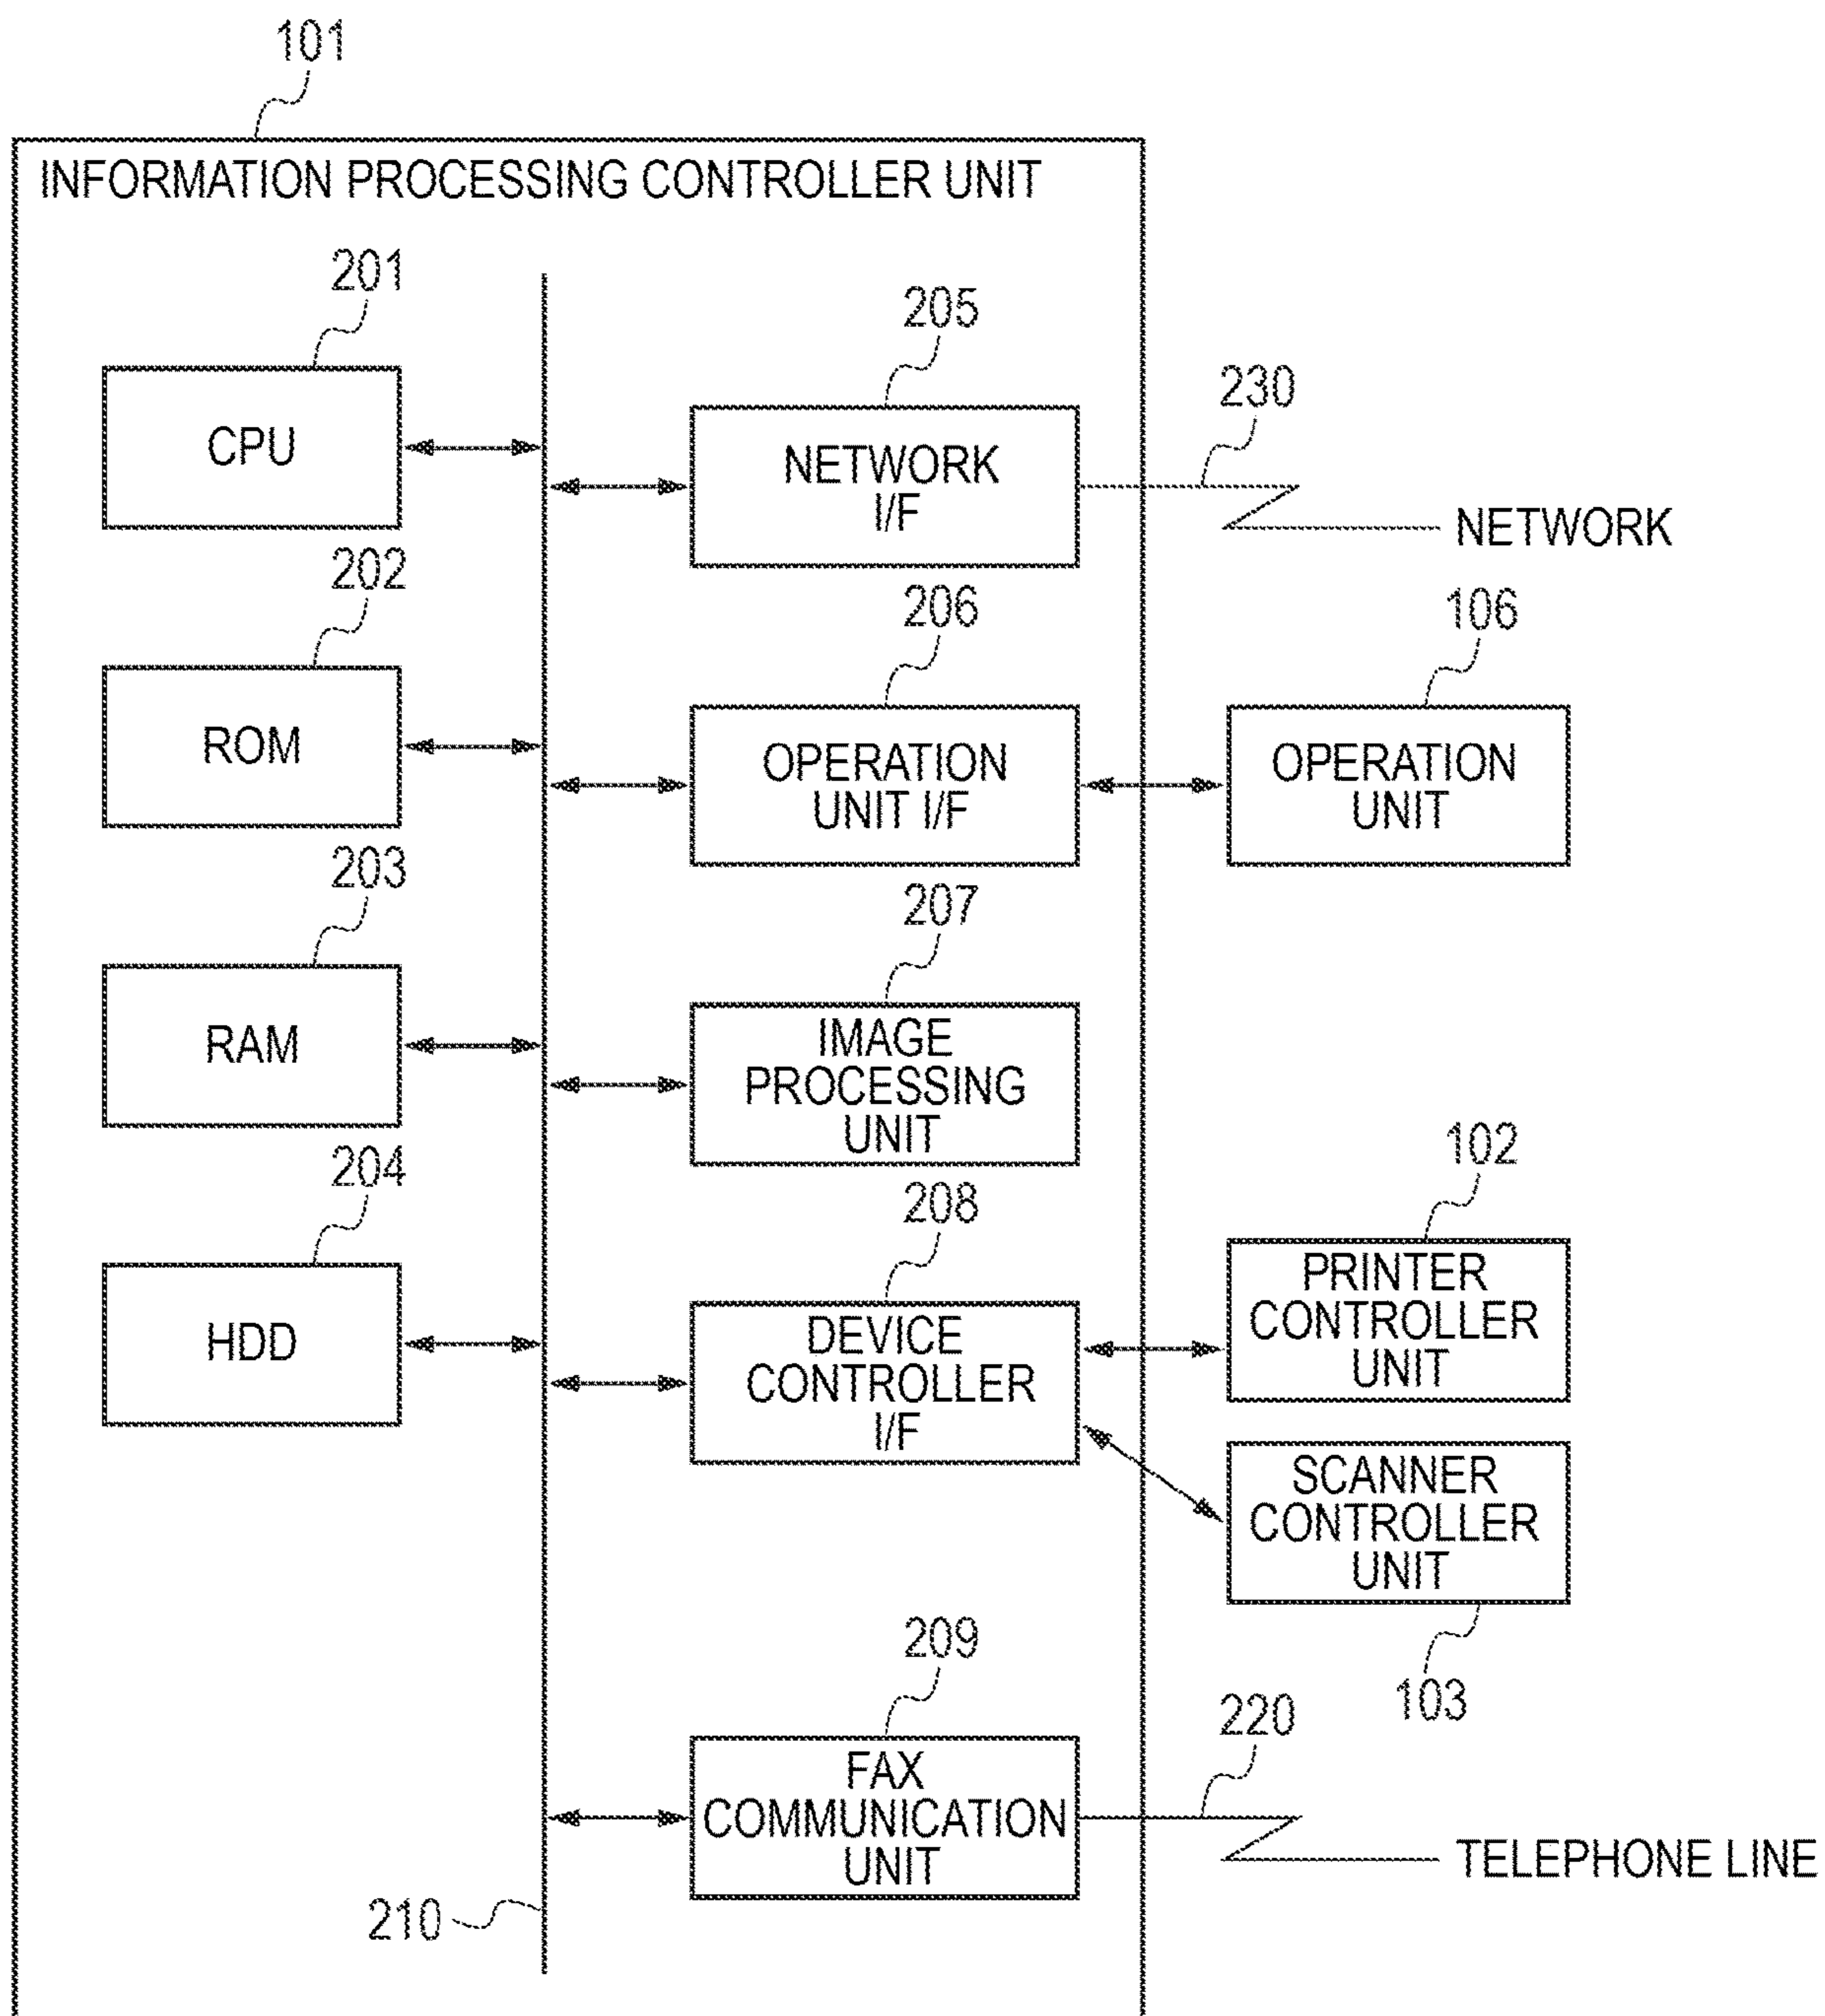 101
INFORMATION PROCESSING CONTROLLER UNIT
201
CPU
202
ROM
203
RAM
204
HDD
205
NETWORK
I/F
230
NETWORK
206
OPERATION
UNIT I/F
106
OPERATION
UNIT
207
IMAGE
PROCESSING
UNIT
208
DEVICE
CONTROLLER
I/F
102
PRINTER
CONTROLLER
UNIT
SCANNER
CONTROLLER
UNIT
103
209
FAX
COMMUNICATION
UNIT
220
TELEPHONE LINE
210